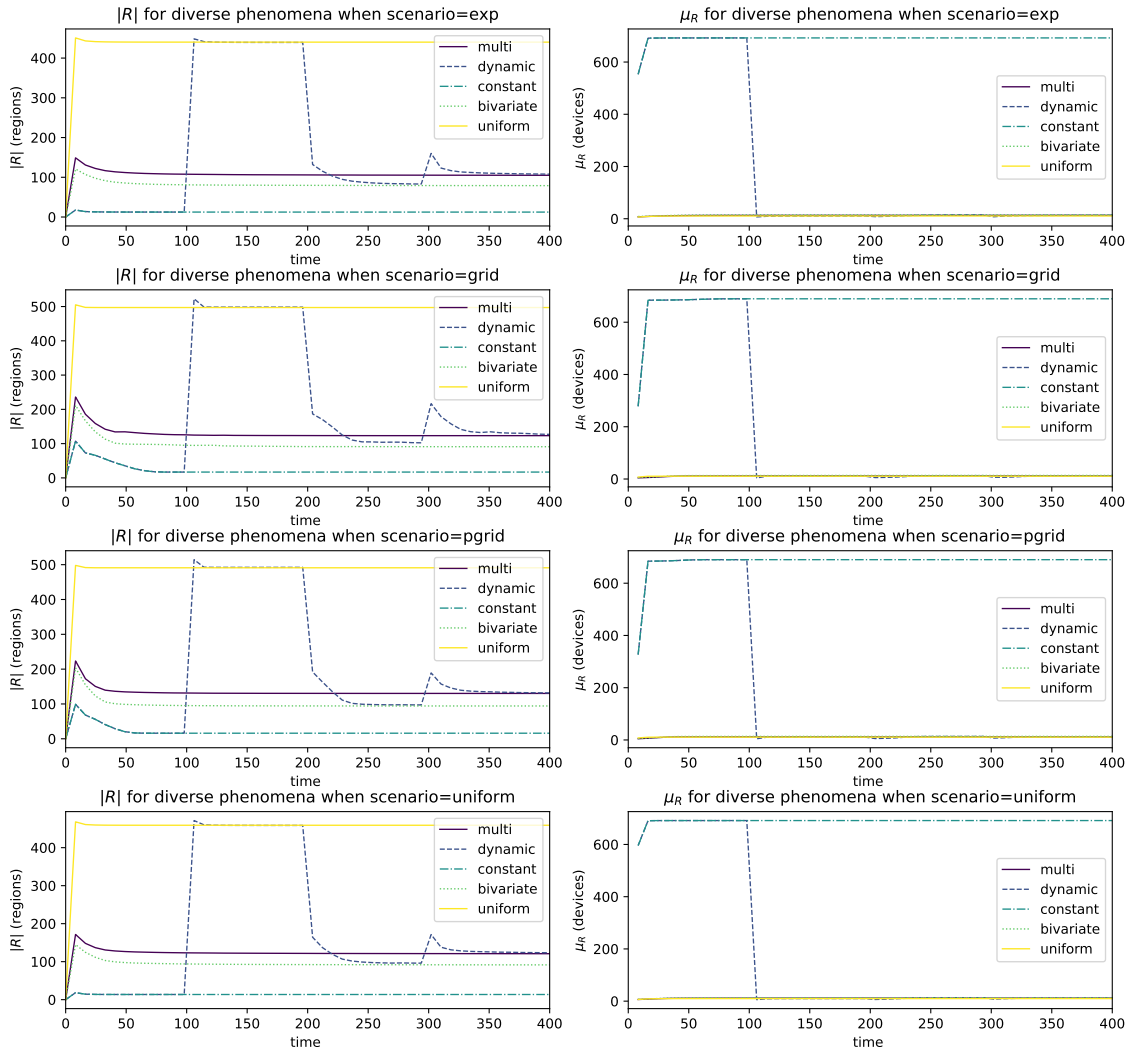 |R| for diverse phenomena when scenario=exp
|R| (regions)
400
300
200
100
0
multi
dynamic
constant
bivariate
uniform
0 50 100 150 200 250 300 350 400
time
μR for diverse phenomena when scenario=exp
μR (devices)
600
400
200
0
multi
dynamic
constant
bivariate
uniform
0 50 100 150 200 250 300 350 400
time
|R| for diverse phenomena when scenario=grid
|R| (regions)
500
400
300
200
100
0
multi
dynamic
constant
bivariate
uniform
0 50 100 150 200 250 300 350 400
time
μR for diverse phenomena when scenario=grid
μR (devices)
600
400
200
0
multi
dynamic
constant
bivariate
uniform
0 50 100 150 200 250 300 350 400
time
|R| for diverse phenomena when scenario=pgrid
|R| (regions)
500
400
300
200
100
0
multi
dynamic
constant
bivariate
uniform
0 50 100 150 200 250 300 350 400
time
μR for diverse phenomena when scenario=pgrid
μR (devices)
600
400
200
0
multi
dynamic
constant
bivariate
uniform
0 50 100 150 200 250 300 350 400
time
|R| for diverse phenomena when scenario=uniform
|R| (regions)
400
300
200
100
0
multi
dynamic
constant
bivariate
uniform
0 50 100 150 200 250 300 350 400
time
μR for diverse phenomena when scenario=uniform
μR (devices)
600
400
200
0
multi
dynamic
constant
bivariate
uniform
0 50 100 150 200 250 300 350 400
time